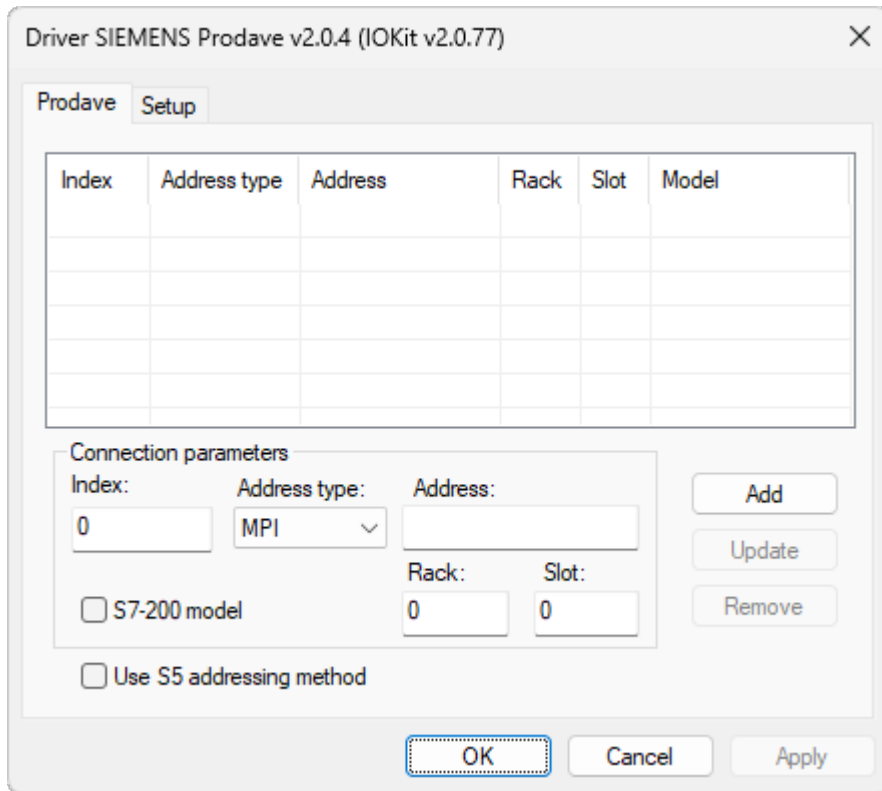 Driver SIEMENS Prodave v2.0.4 (IOKit v2.0.77)
Prodave Setup
Index Address type Address Rack Slot Model
Connection parameters
Index: Address type: Address:
0 MPI
Add
Update
Rack: Slot:
S7-200 model 0 0
Remove
Use S5 addressing method
OK Cancel Apply